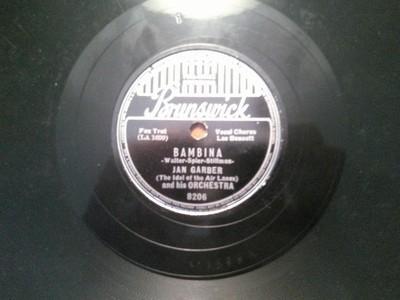 Brunswick
Fox Trot
Vocal Chorus
(LA 1600)
Lee Bennett
BAMBINA
-Walter-Spier-Stillman-
JAN GARBER
(The Idol of the Air Lanes)
and his ORCHESTRA
8206